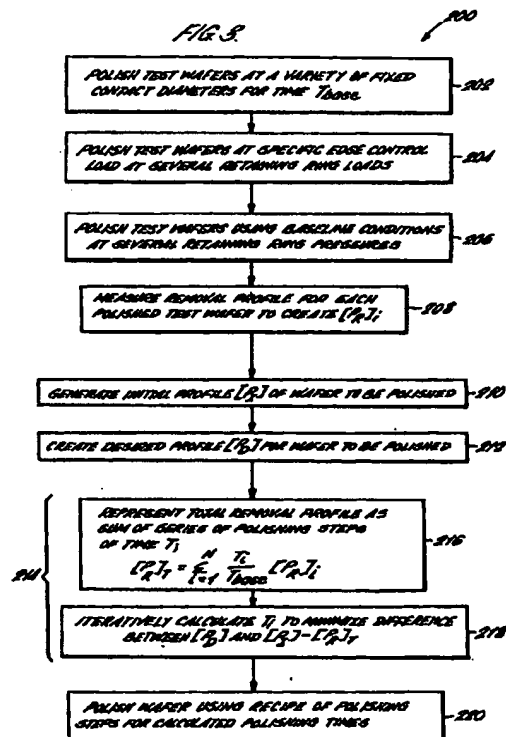 FIG 3.
200
POLISH TEST WAFERS AT A VARIETY OF FIXED
CONTACT DIAMETERS FOR TIME Tbase
202
POLISH TEST WAFERS AT SPECIFIC EDGE CONTROL
LOAD AT SEVERAL RETAINING RING LOADS
204
POLISH TEST WAFERS USING BASELINE CONDITIONS
AT SEVERAL RETAINING RING PRESSURES
206
MEASURE REMOVAL PROFILE FOR EACH
POLISHED TEST WAFER TO CREATE [PR]i
208
GENERATE INITIAL PROFILE [PI] OF WAFER TO BE POLISHED
210
CREATE DESIRED PROFILE [PD] FOR WAFER TO BE POLISHED
212
214
REPRESENT TOTAL REMOVAL PROFILE AS
SUM OF SERIES OF POLISHING STEPS
OF TIME Ti
[PR]T = Σ i=1 N Ti/Tbase [PR]i
216
ITERATIVELY CALCULATE Ti TO MINIMIZE DIFFERENCE
BETWEEN [PD] AND [PI]-[PR]T
218
POLISH WAFER USING RECIPE OF POLISHING
STEPS FOR CALCULATED POLISHING TIMES
220